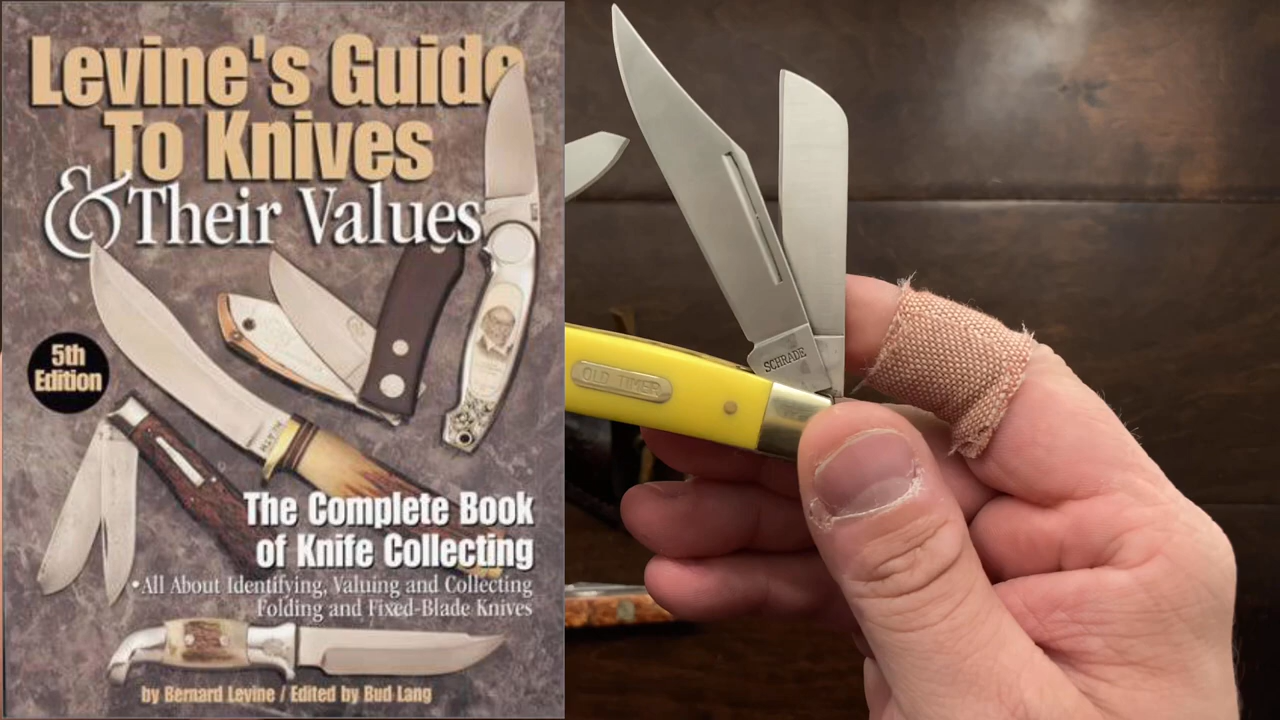 Levine's Guide
To Knives
& Their Values
5th
Edition
The Complete Book
of Knife Collecting
•All About Identifying, Valuing and Collecting
Folding and Fixed-Blade Knives
by Bernard Levine / Edited by Bud Lang
SCHRADE
OLD TIMER